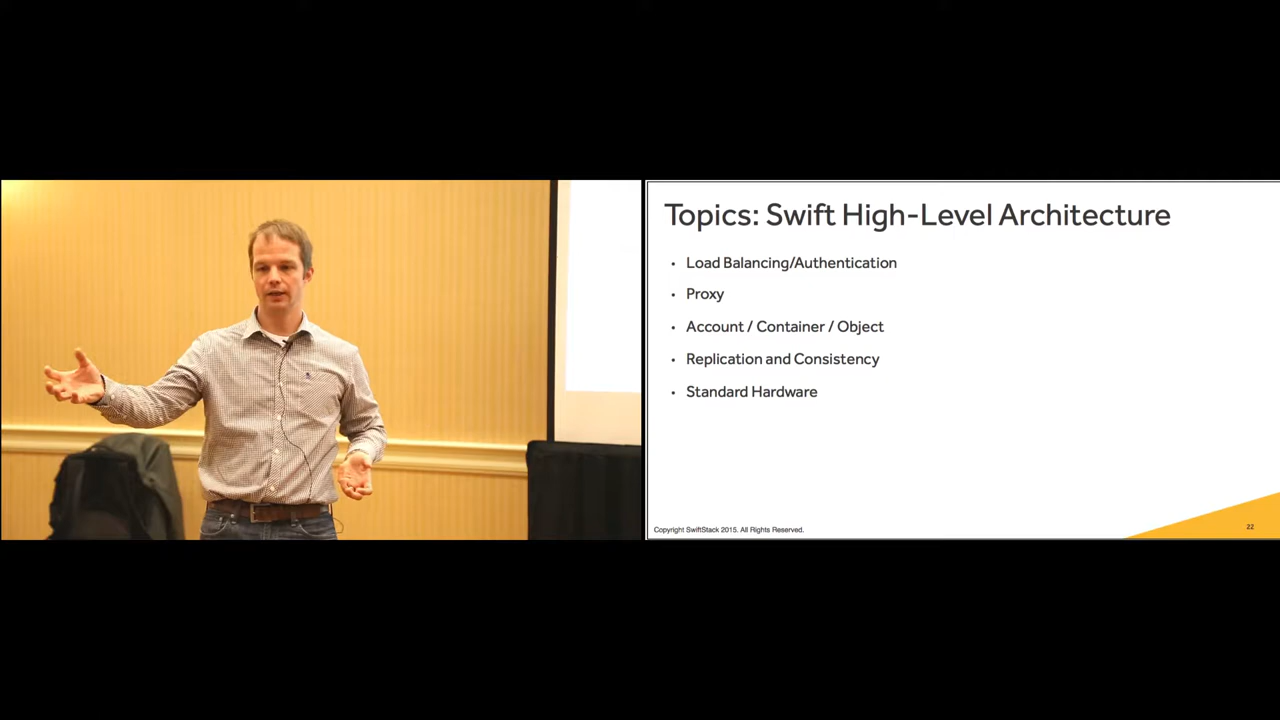 Topics: Swift High-Level Architecture
• Load Balancing/Authentication
• Proxy
• Account / Container / Object
• Replication and Consistency
• Standard Hardware
Copyright SwiftStack 2015. All Rights Reserved.
22